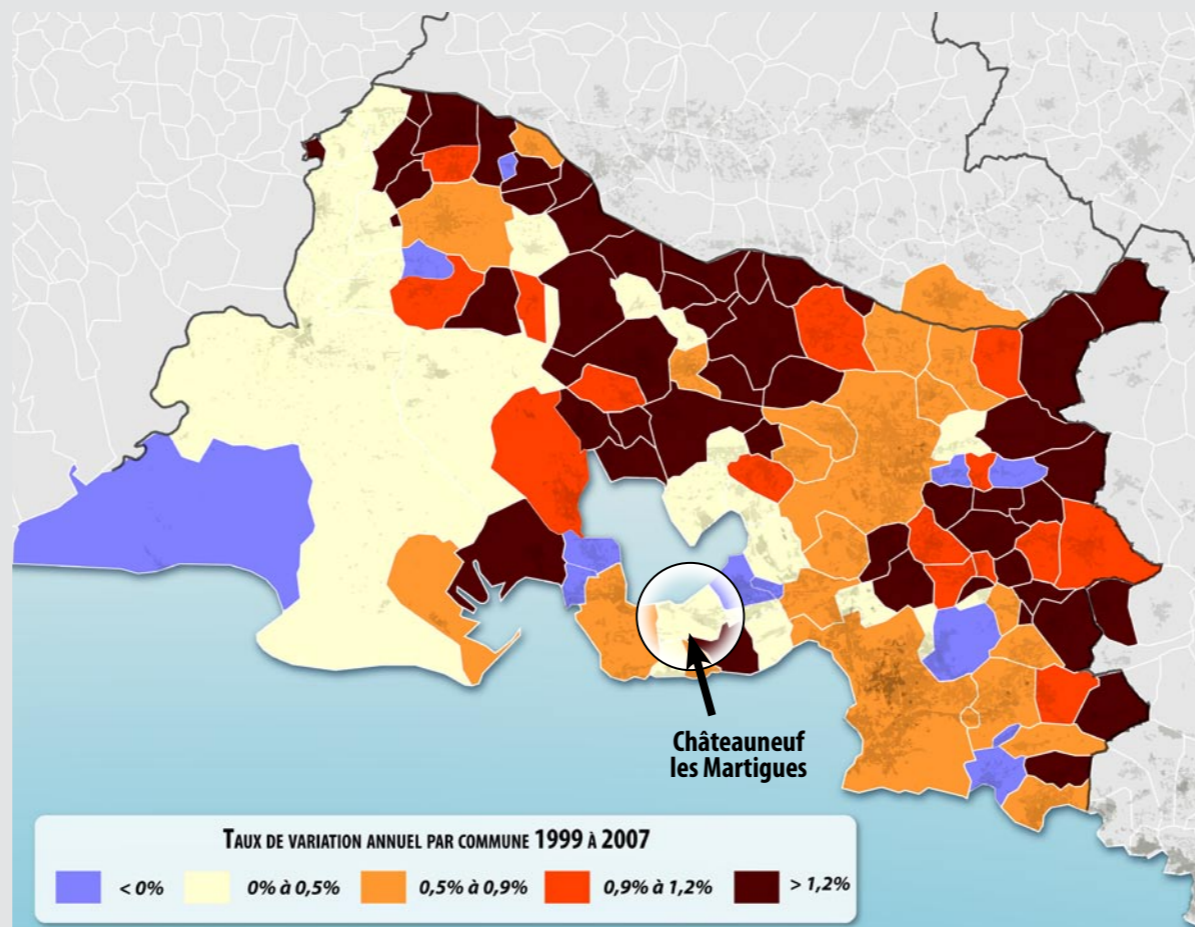 Châteauneuf
les Martigues
TAUX DE VARIATION ANNUEL PAR COMMUNE 1999 À 2007
< 0%
0% à 0,5%
0,5% à 0,9%
0,9% à 1,2%
> 1,2%